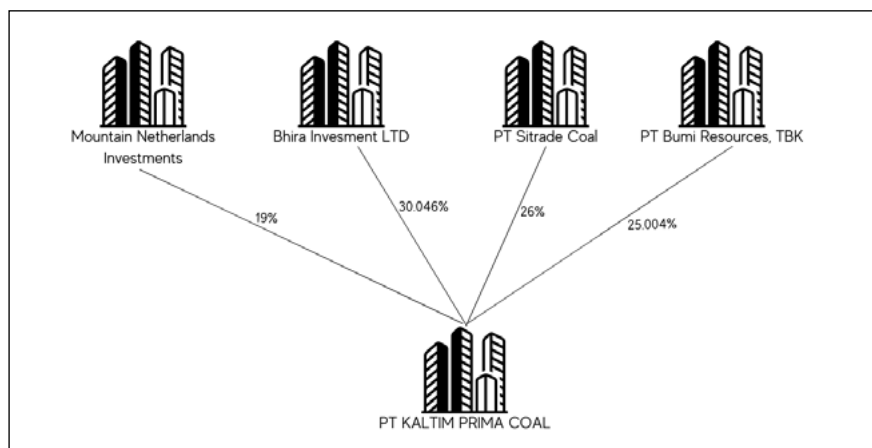 Mountain Netherlands
Investments
Bhira Invesment LTD
PT Sitrade Coal
PT Bumi Resources, TBK
19%
30.046%
26%
25.004%
PT KALTIM PRIMA COAL